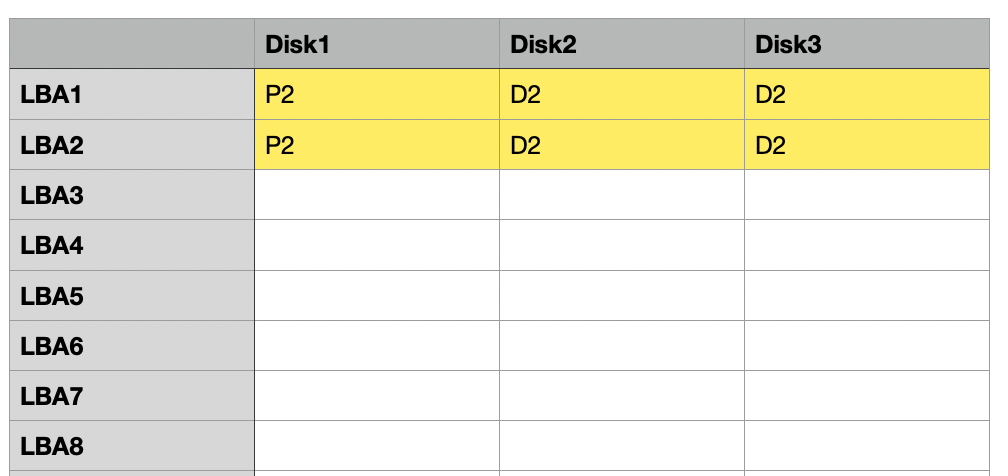 Disk1 Disk2 Disk3
LBA1 P2 D2 D2
LBA2 P2 D2 D2
LBA3
LBA4
LBA5
LBA6
LBA7
LBA8